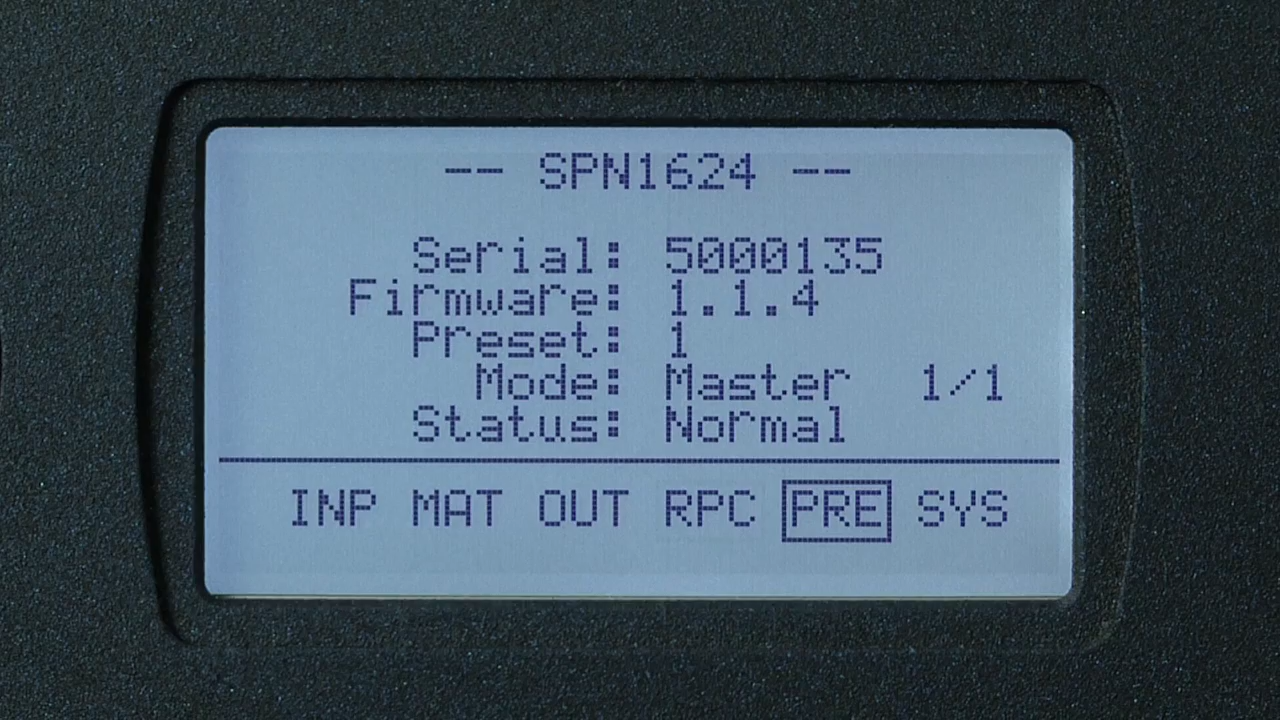 -- SPN1624 --
Serial: 5000135
Firmware: 1.1.4
Preset: 1
Mode: Master 1/1
Status: Normal
INP MAT OUT RPC PRE SYS